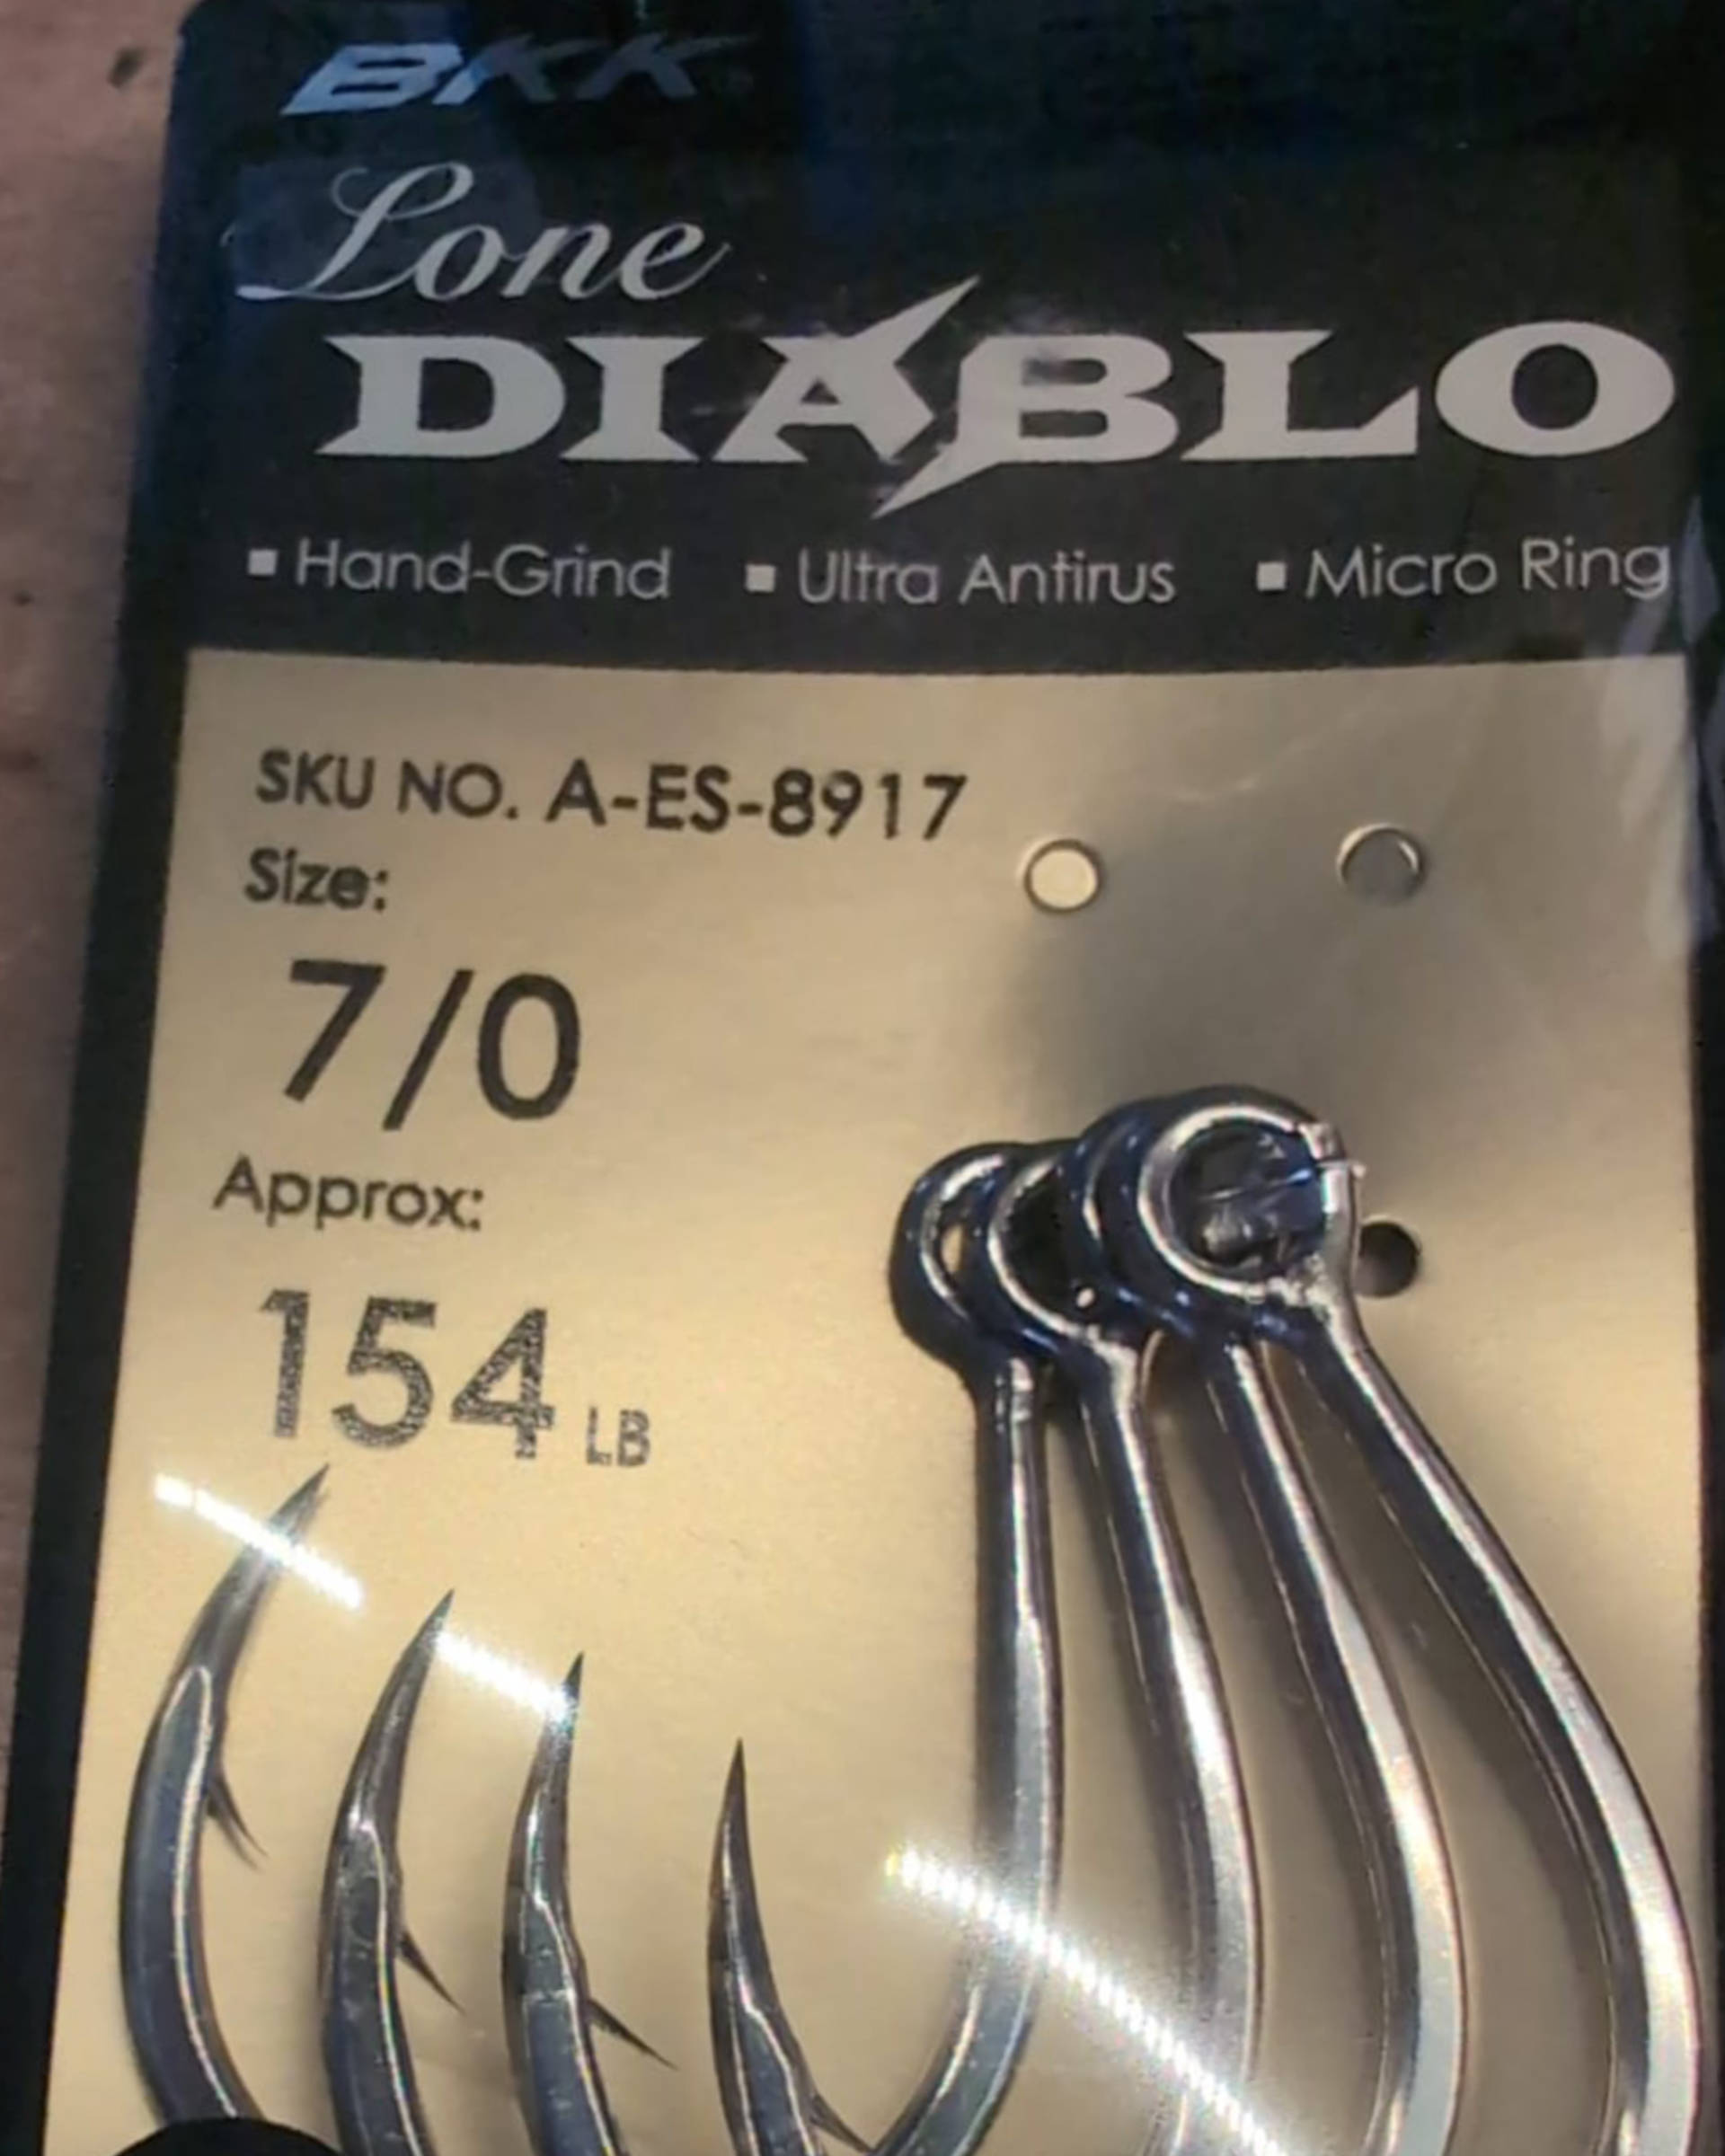 BKK
Lone
DIABLO
▪ Hand-Grind ▪ Ultra Antirus ▪ Micro Ring
SKU NO. A-ES-8917
Size:
7/0
Approx:
154 LB